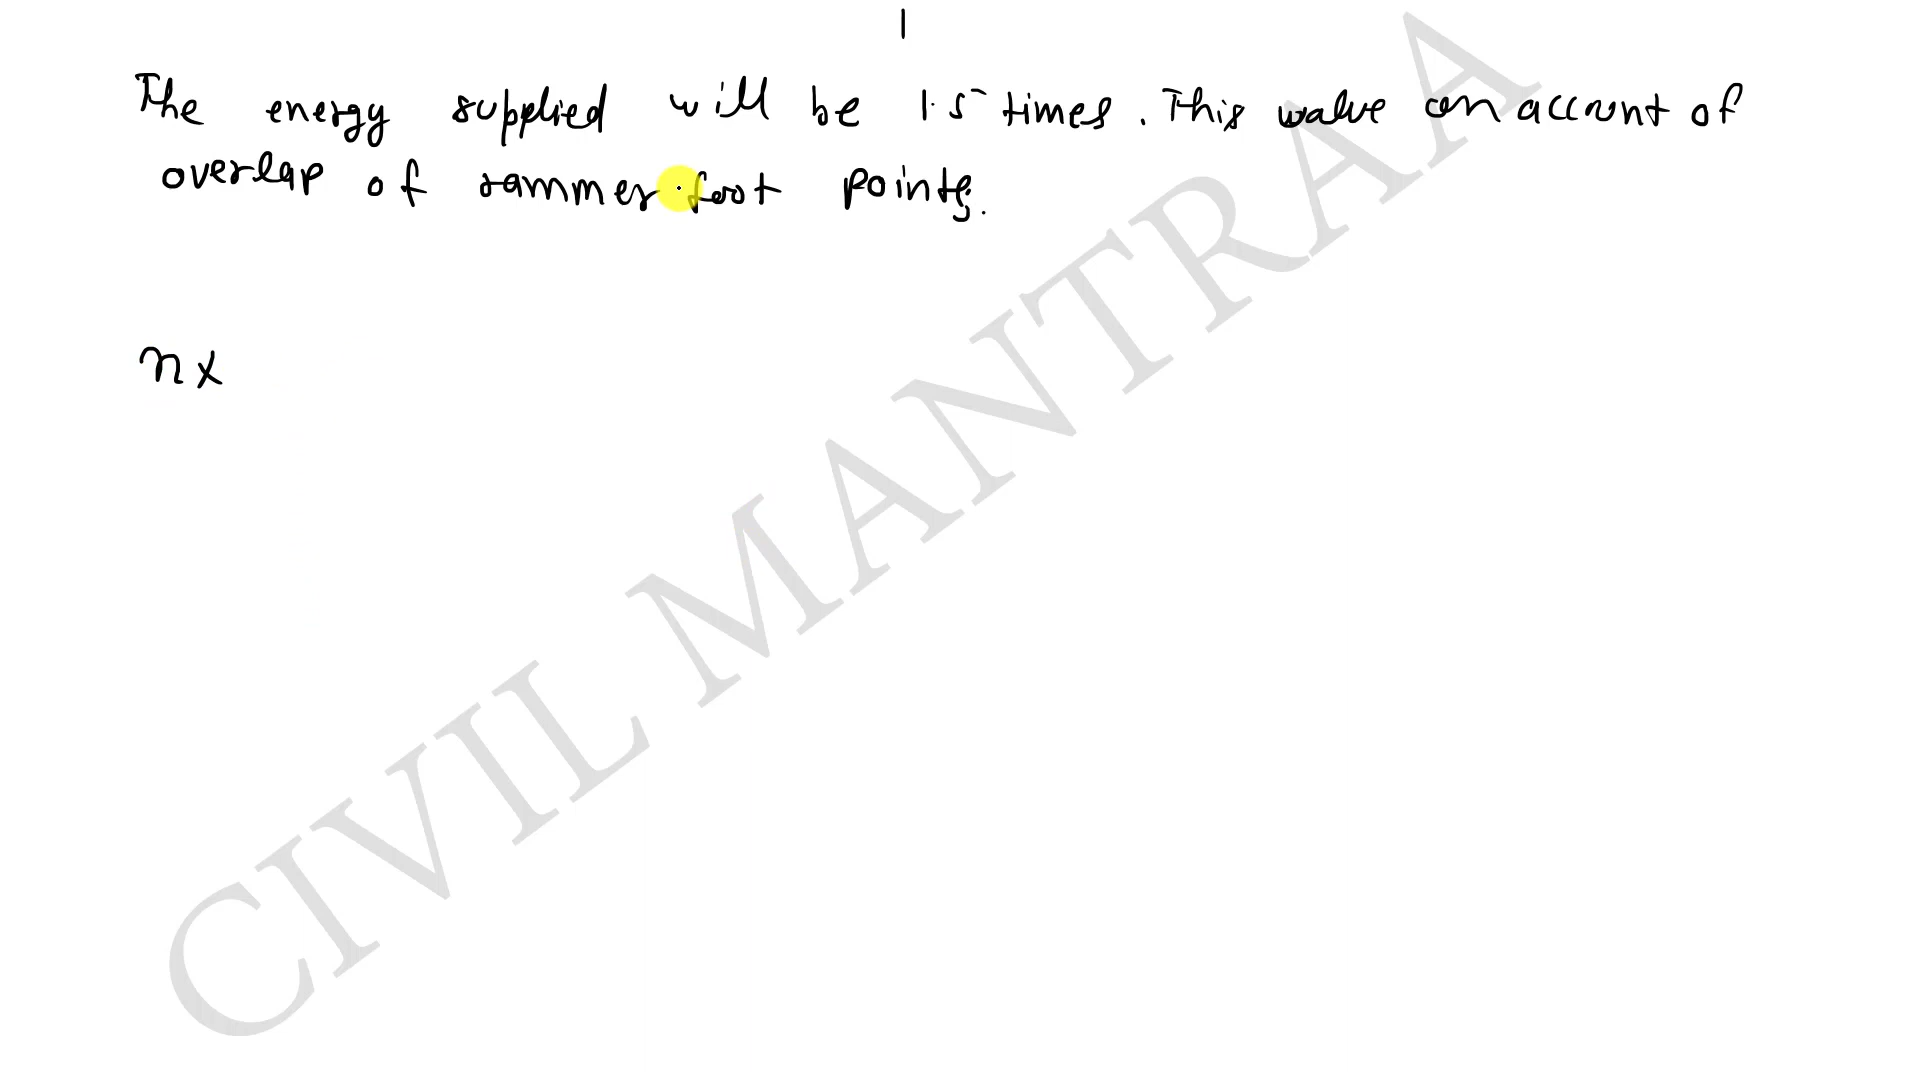 The energy supplied will be 1.5 times. This value on account of
overlap of rammer foot points.
nx
CIVIL MANTRAA